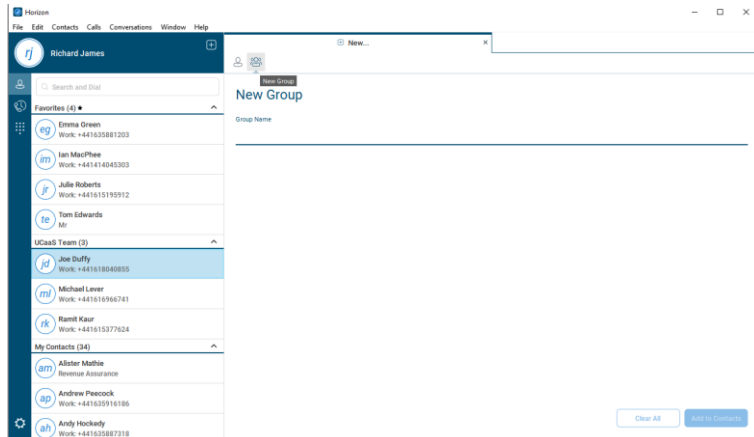 Horizon
File Edit Contacts Calls Conversations Window Help
rj Richard James
New...
Search and Dial
New Group
New Group
Group Name
Favorites (4)
eg Emma Green
Work: +441635881203
im Ian MacPhee
Work: +441414045303
jr Julie Roberts
Work: +441615195912
te Tom Edwards
Mr
UCaaS Team (3)
jd Joe Duffy
Work: +441618040855
ml Michael Lever
Work: +441616966741
rk Ramit Kaur
Work: +441615377624
My Contacts (34)
am Alister Mathie
Revenue Assurance
ap Andrew Peecock
Work: +441635916186
ah Andy Hockedy
Work: +441635887318
Clear All Add to Contacts